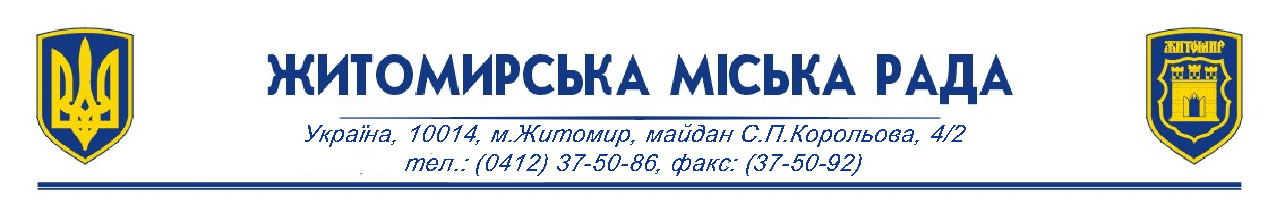 ЖИТОМИР
ЖИТОМИРСЬКА МІСЬКА РАДА
Україна, 10014, м.Житомир, майдан С.П.Корольова, 4/2
тел.: (0412) 37-50-86, факс: (37-50-92)